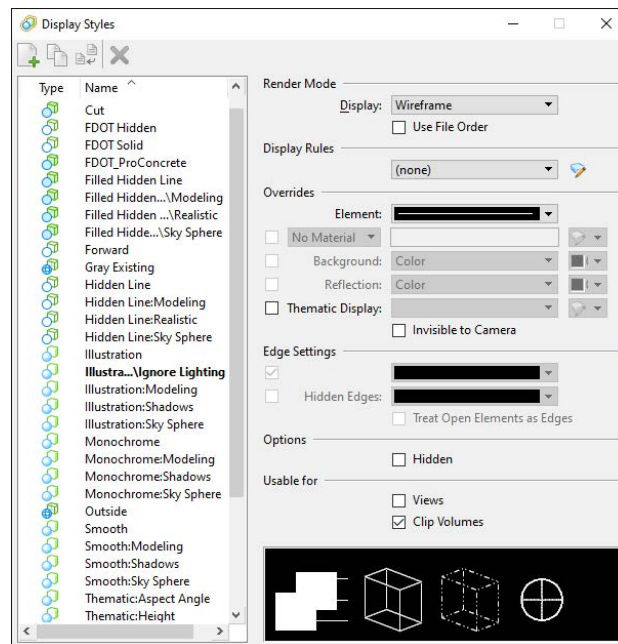 Display Styles
Type Name
Cut
FDOT Hidden
FDOT Solid
FDOT_ProConcrete
Filled Hidden Line
Filled Hidden...\Modeling
Filled Hidden ...\Realistic
Filled Hidde...\Sky Sphere
Forward
Gray Existing
Hidden Line
Hidden Line:Modeling
Hidden Line:Realistic
Hidden Line:Sky Sphere
Illustration
Illustra...\Ignore Lighting
Illustration:Modeling
Illustration:Shadows
Illustration:Sky Sphere
Monochrome
Monochrome:Modeling
Monochrome:Shadows
Monochrome:Sky Sphere
Outside
Smooth
Smooth:Modeling
Smooth:Shadows
Smooth:Sky Sphere
Thematic:Aspect Angle
Thematic:Height
Render Mode
Display: Wireframe
Use File Order
Display Rules
(none)
Overrides
Element:
No Material
Background: Color
Reflection: Color
Thematic Display:
Invisible to Camera
Edge Settings
Hidden Edges:
Treat Open Elements as Edges
Options
Hidden
Usable for
Views
Clip Volumes